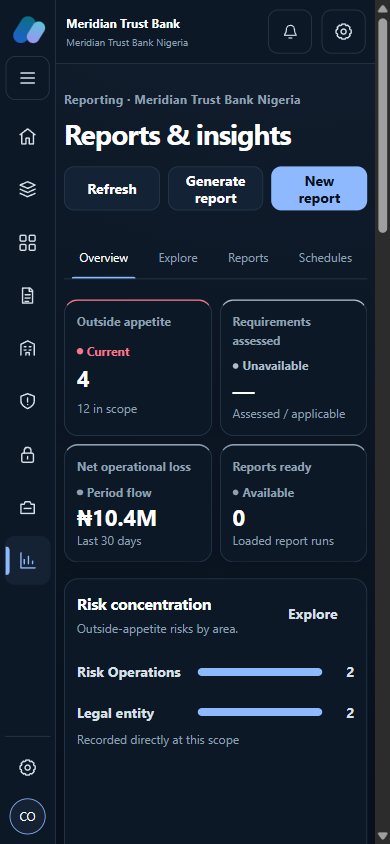 Meridian Trust Bank
Meridian Trust Bank Nigeria
Reporting · Meridian Trust Bank Nigeria
Reports & insights
Refresh
Generate report
New report
Overview
Explore
Reports
Schedules
Outside appetite
Current
4
12 in scope
Requirements assessed
Unavailable
—
Assessed / applicable
Net operational loss
Period flow
₦10.4M
Last 30 days
Reports ready
Available
0
Loaded report runs
Risk concentration
Outside-appetite risks by area.
Explore
Risk Operations 2
Legal entity 2
Recorded directly at this scope
CO